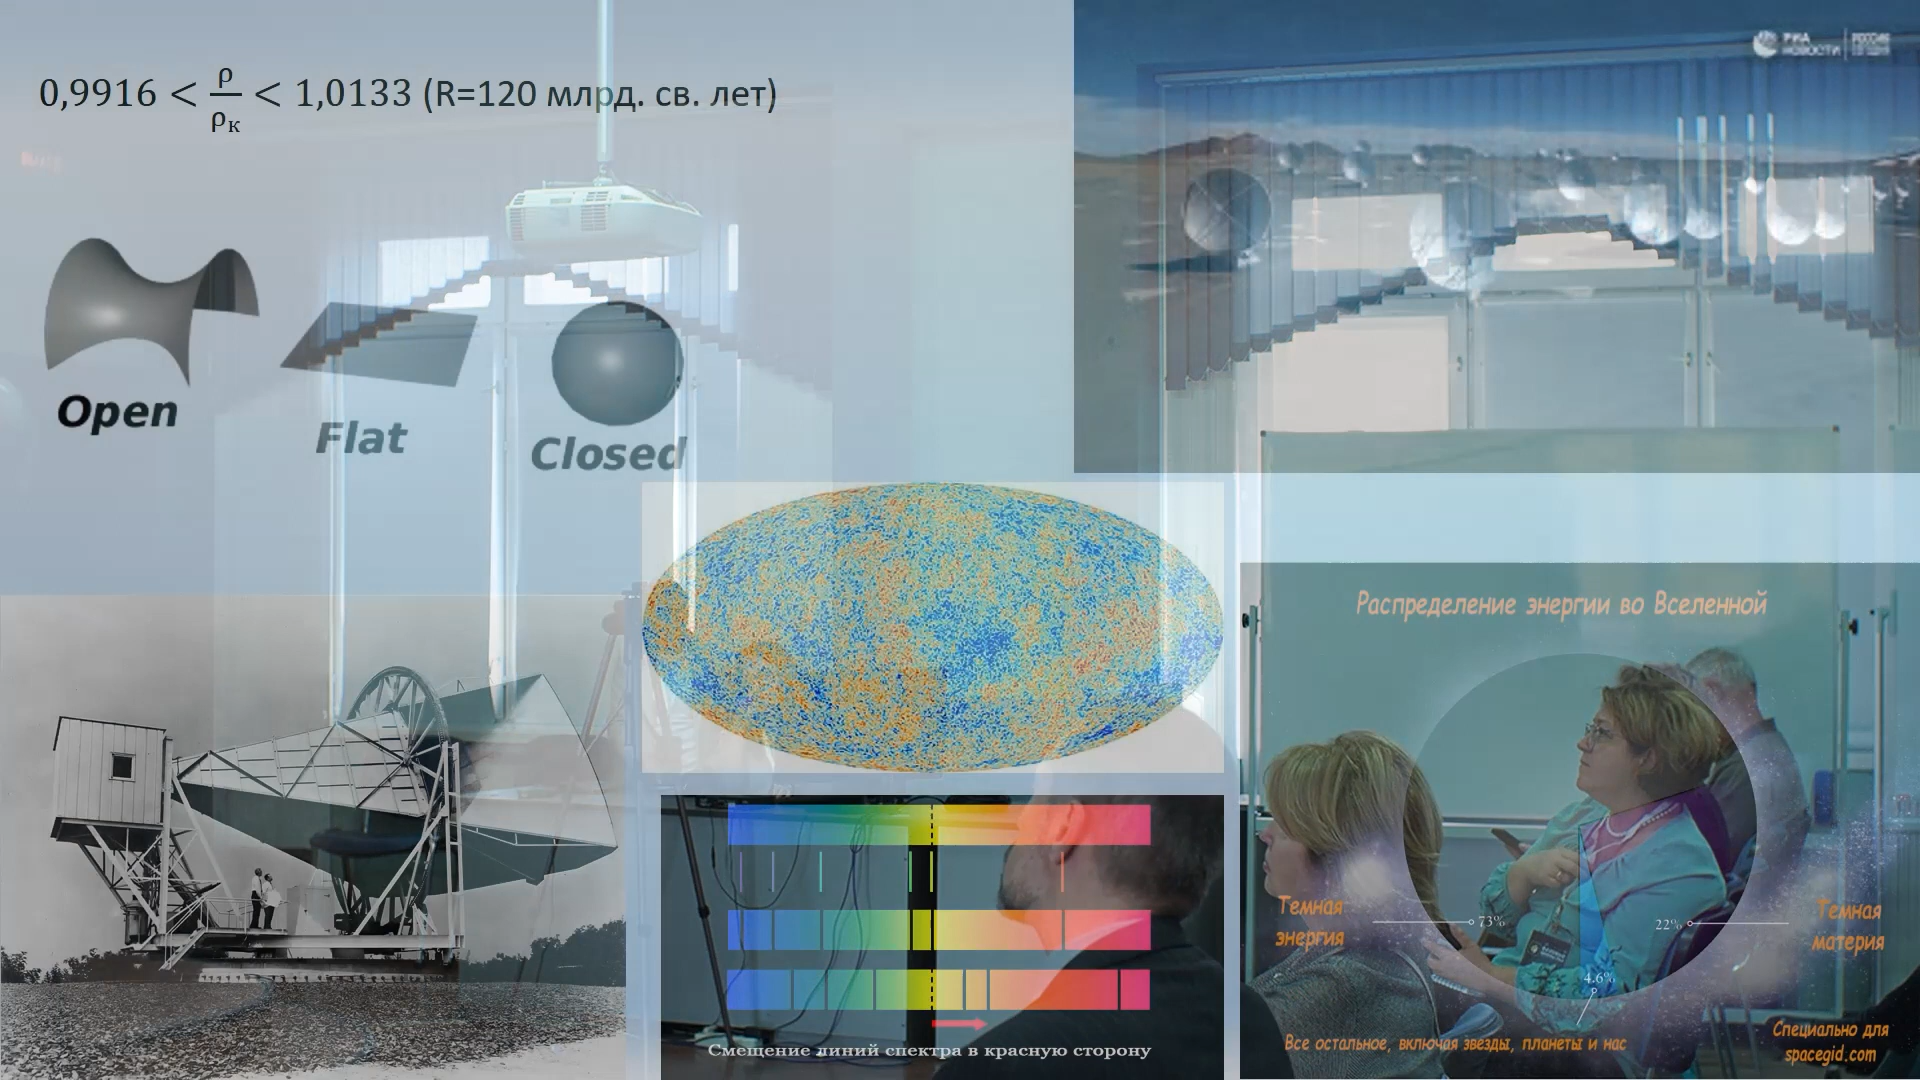 0,9916 < ρ/ρк < 1,0133 (R=120 млрд. св. лет)
РИА НОВОСТИ
Open
Flat
Closed
Распределение энергии во Вселенной
Темная энергия
73%
22%
Темная материя
4.6%
Все остальное, включая звезды, планеты и нас
Специально для
spacegid.com
Смещение линий спектра в красную сторону